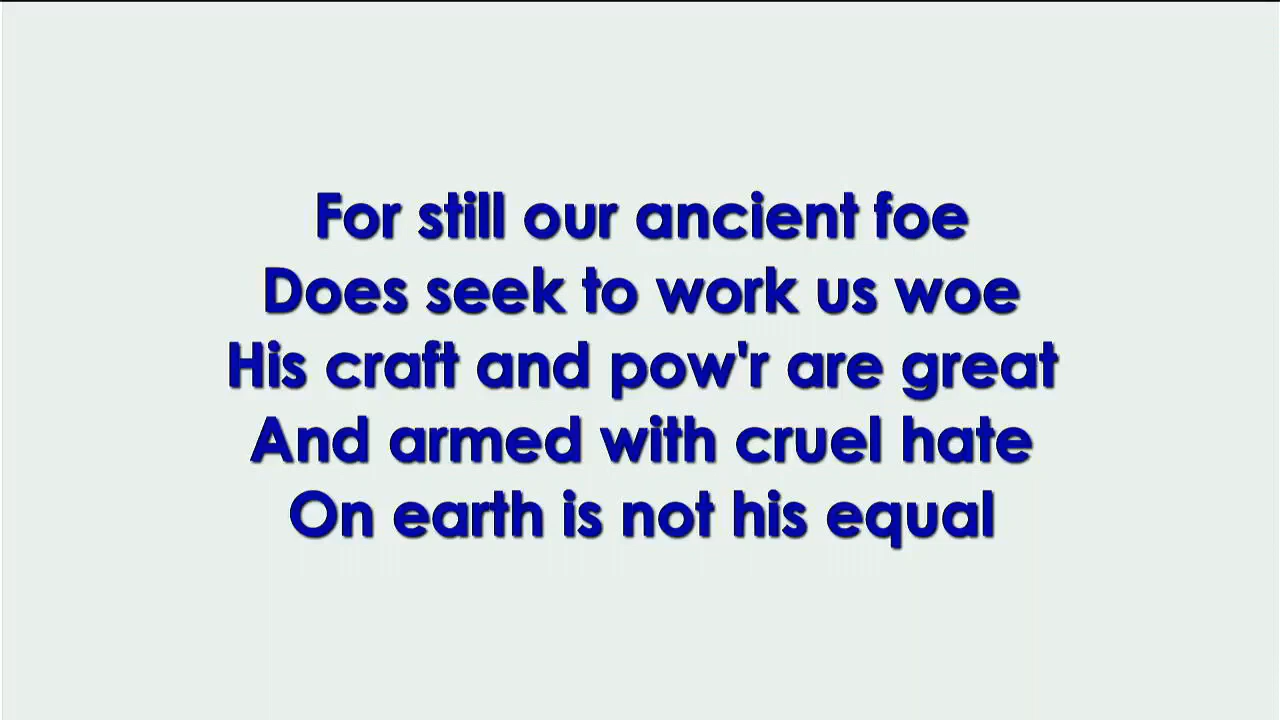 For still our ancient foe
Does seek to work us woe
His craft and pow'r are great
And armed with cruel hate
On earth is not his equal